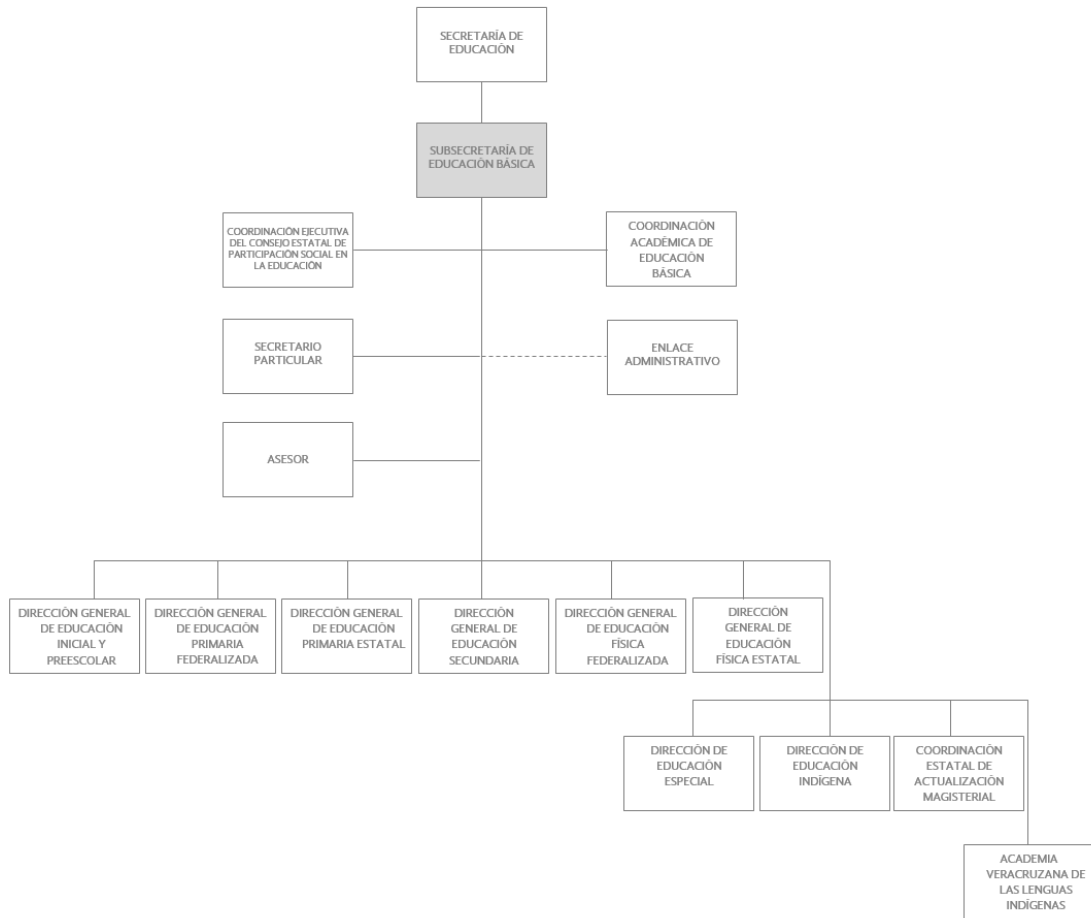 SECRETARÍA DE
EDUCACIÓN
SUBSECRETARÍA DE
EDUCACIÓN BÁSICA
COORDINACIÓN EJECUTIVA
DEL CONSEJO ESTATAL DE
PARTICIPACIÓN SOCIAL EN
LA EDUCACIÓN
COORDINACIÓN
ACADÉMICA DE
EDUCACIÓN
BÁSICA
SECRETARIO
PARTICULAR
ENLACE
ADMINISTRATIVO
ASESOR
DIRECCIÓN GENERAL
DE EDUCACIÓN
INICIAL Y
PREESCOLAR
DIRECCIÓN GENERAL
DE EDUCACIÓN
PRIMARIA
FEDERALIZADA
DIRECCIÓN GENERAL
DE EDUCACIÓN
PRIMARIA ESTATAL
DIRECCIÓN
GENERAL DE
EDUCACIÓN
SECUNDARIA
DIRECCIÓN GENERAL
DE EDUCACIÓN
FÍSICA
FEDERALIZADA
DIRECCIÓN
GENERAL DE
EDUCACIÓN
FÍSICA ESTATAL
DIRECCIÓN DE
EDUCACIÓN
ESPECIAL
DIRECCIÓN DE
EDUCACIÓN
INDÍGENA
COORDINACIÓN
ESTATAL DE
ACTUALIZACIÓN
MAGISTERIAL
ACADEMIA
VERACRUZANA DE
LAS LENGUAS
INDÍGENAS